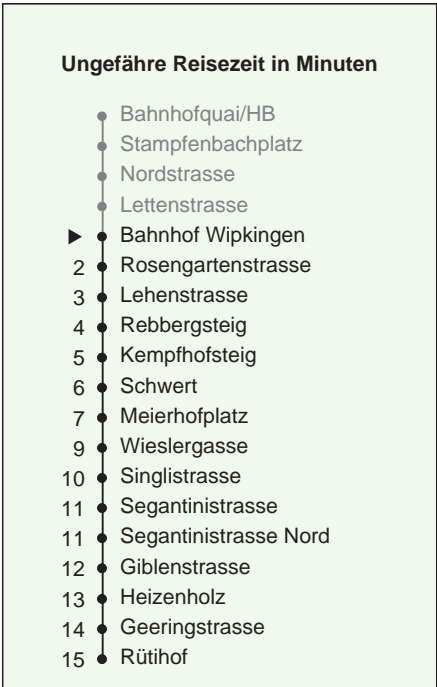 Ungefähre Reisezeit in Minuten
Bahnhofquai/HB
Stampfenbachplatz
Nordstrasse
Lettenstrasse
Bahnhof Wipkingen
2 Rosengartenstrasse
3 Lehenstrasse
4 Rebbergsteig
5 Kempfhofsteig
6 Schwert
7 Meierhofplatz
9 Wieslergasse
10 Singlistrasse
11 Segantinistrasse
11 Segantinistrasse Nord
12 Giblenstrasse
13 Heizenholz
14 Geeringstrasse
15 Rütihof